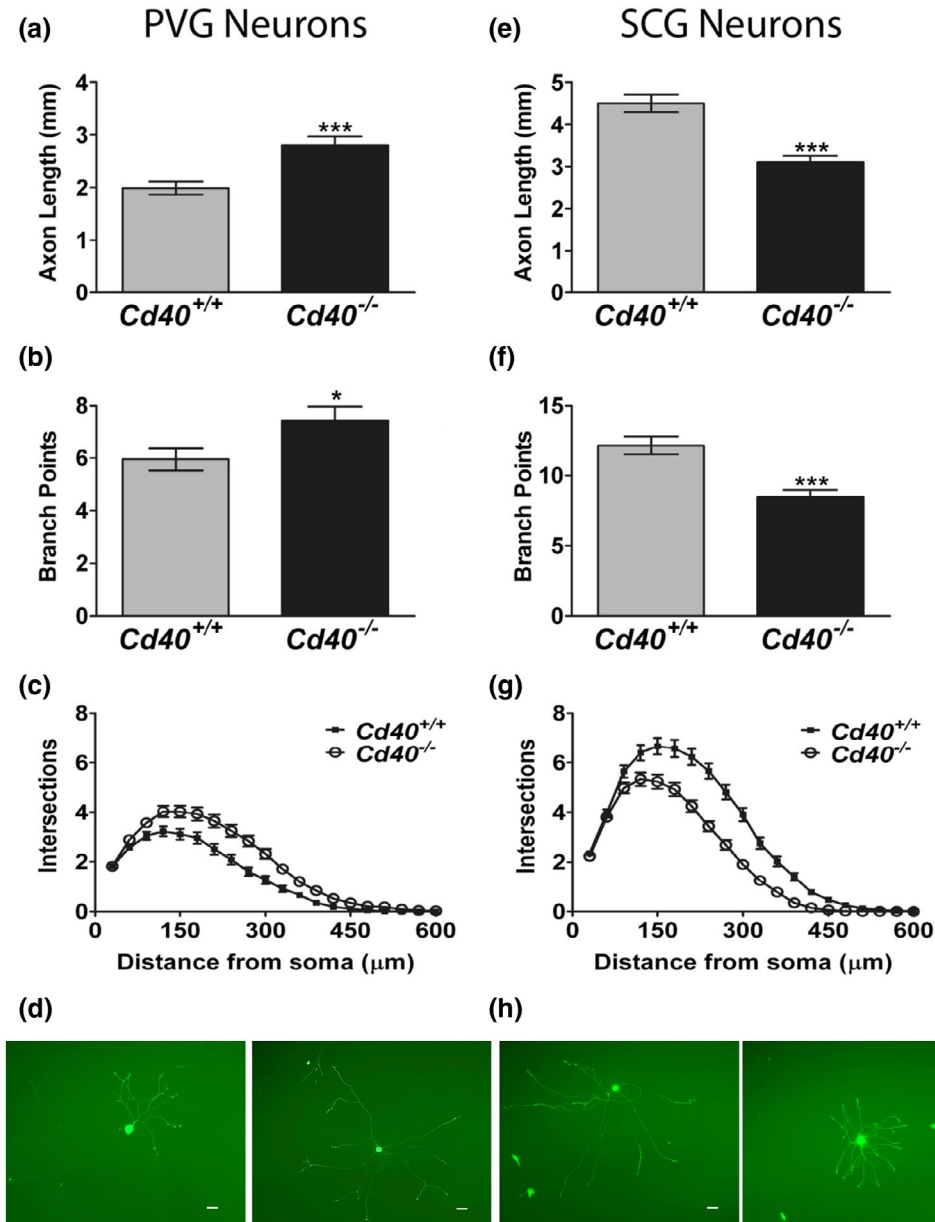 (a)
PVG Neurons
Axon Length (mm)
4
3
2
1
0
***
Cd40+/+
Cd40-/-
(b)
Branch Points
8
6
4
2
0
*
Cd40+/+
Cd40-/-
(c)
Intersections
8
6
4
2
0
Cd40+/+
Cd40-/-
0 150 300 450 600
Distance from soma (μm)
(d)
(e)
SCG Neurons
Axon Length (mm)
5
4
3
2
1
0
***
Cd40+/+
Cd40-/-
(f)
Branch Points
15
10
5
0
***
Cd40+/+
Cd40-/-
(g)
Intersections
8
6
4
2
0
Cd40+/+
Cd40-/-
0 150 300 450 600
Distance from soma (μm)
(h)